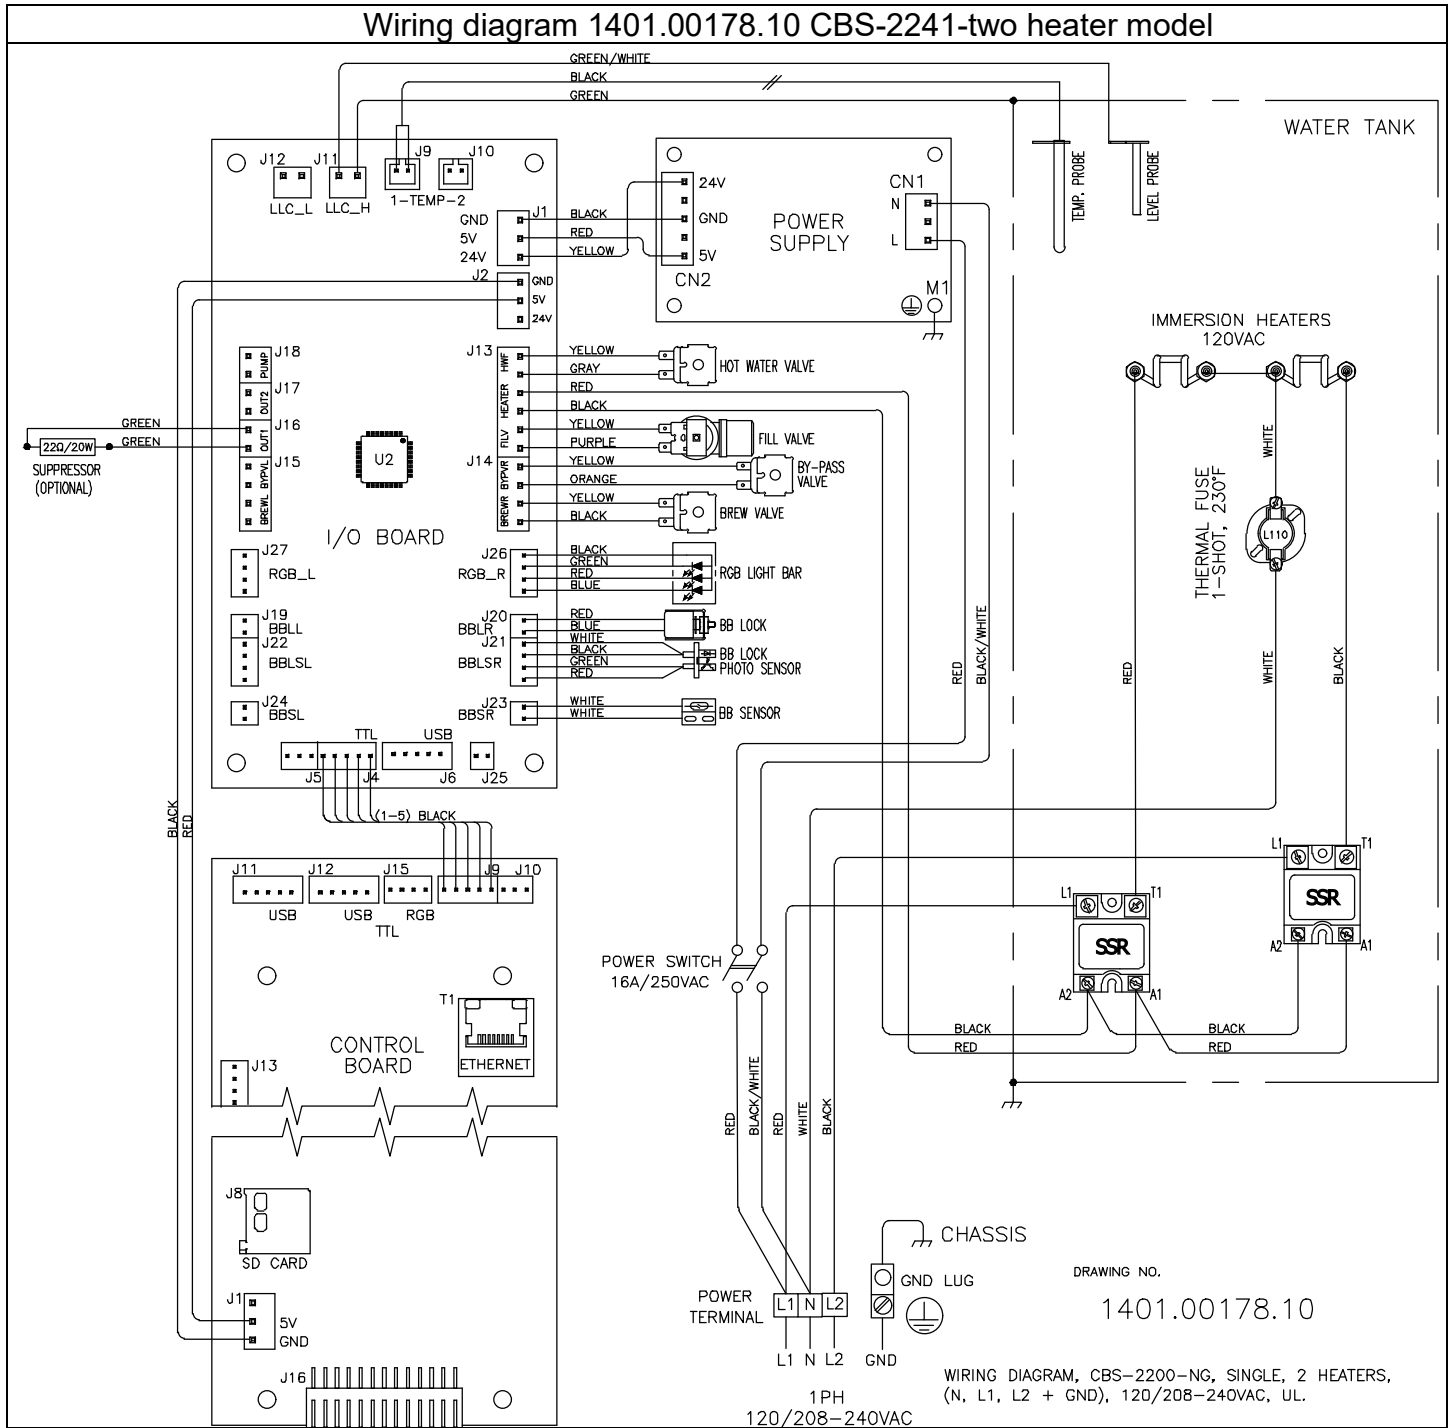 Wiring diagram 1401.00178.10 CBS-2241-two heater model
GREEN/WHITE
BLACK
GREEN
WATER TANK
J12
J11
J9
J10
LLC_L
LLC_H
1-TEMP-2
TEMP. PROBE
LEVEL PROBE
J1
GND
5V
24V
BLACK
RED
YELLOW
J2
GND
5V
24V
24V
GND
5V
CN2
POWER
SUPPLY
CN1
N
L
M1
IMMERSION HEATERS
120VAC
J18
PUMP
J17
OUT2
J16
OUT1
J15
BYPVL
BREWL
GREEN
GREEN
22Ω/20W
SUPPRESSOR
(OPTIONAL)
U2
I/O BOARD
J13
HWF
HEATER
FILV
J14
BYPVR
BREWR
YELLOW
GRAY
RED
BLACK
YELLOW
PURPLE
YELLOW
ORANGE
YELLOW
BLACK
HOT WATER VALVE
FILL VALVE
BY-PASS
VALVE
BREW VALVE
WHITE
THERMAL FUSE
1-SHOT, 230°F
L110
J27
RGB_L
J26
RGB_R
BLACK
GREEN
RED
BLUE
RGB LIGHT BAR
J19
BBLL
J22
BBLSL
J20
BBLR
J21
BBLSR
RED
BLUE
WHITE
BLACK
GREEN
RED
BB LOCK
BB LOCK
PHOTO SENSOR
J24
BBSL
J23
BBSR
WHITE
WHITE
BB SENSOR
RED
BLACK/WHITE
RED
WHITE
BLACK
TTL
USB
J5
J4
J6
J25
(1-5) BLACK
BLACK
RED
J11
J12
J15
J9
J10
USB
USB
RGB
TTL
L1
T1
SSR
A2
A1
L1
T1
SSR
A2
A1
POWER SWITCH
16A/250VAC
T1
ETHERNET
CONTROL
BOARD
J13
BLACK
RED
BLACK
RED
RED
BLACK/WHITE
RED
WHITE
BLACK
J8
SD CARD
CHASSIS
GND LUG
DRAWING NO.
1401.00178.10
J1
5V
GND
POWER
TERMINAL
L1 N L2
L1 N L2
GND
J16
1PH
120/208-240VAC
WIRING DIAGRAM, CBS-2200-NG, SINGLE, 2 HEATERS,
(N, L1, L2 + GND), 120/208-240VAC, UL.